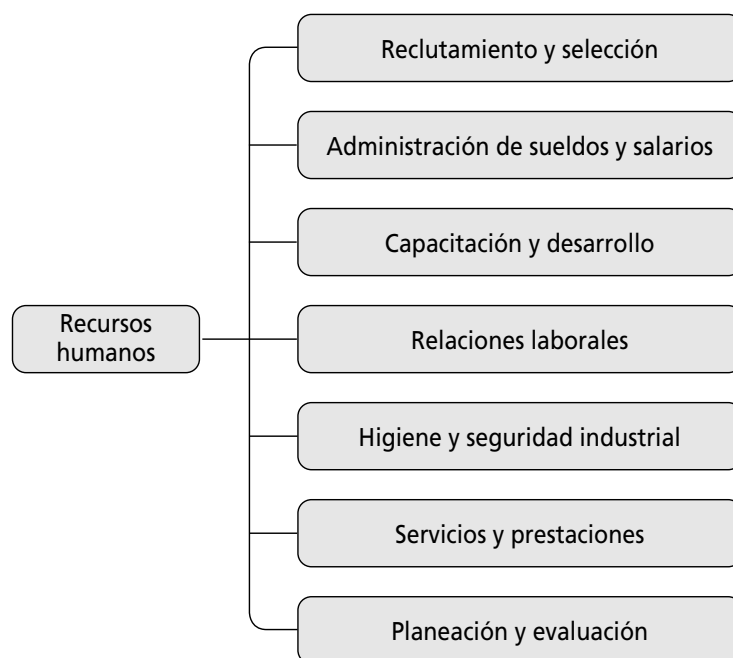 Reclutamiento y selección
Administración de sueldos y salarios
Capacitación y desarrollo
Recursos
humanos
Relaciones laborales
Higiene y seguridad industrial
Servicios y prestaciones
Planeación y evaluación